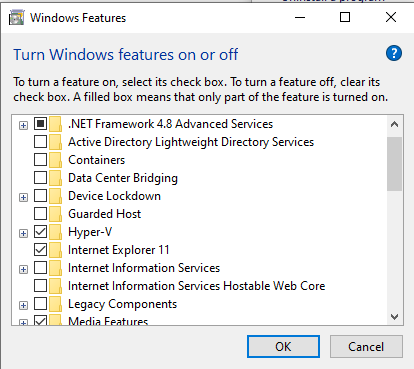 Uninstall a program
Windows Features
Turn Windows features on or off
To turn a feature on, select its check box. To turn a feature off, clear its
check box. A filled box means that only part of the feature is turned on.
.NET Framework 4.8 Advanced Services
Active Directory Lightweight Directory Services
Containers
Data Center Bridging
Device Lockdown
Guarded Host
Hyper-V
Internet Explorer 11
Internet Information Services
Internet Information Services Hostable Web Core
Legacy Components
Media Features
OK
Cancel